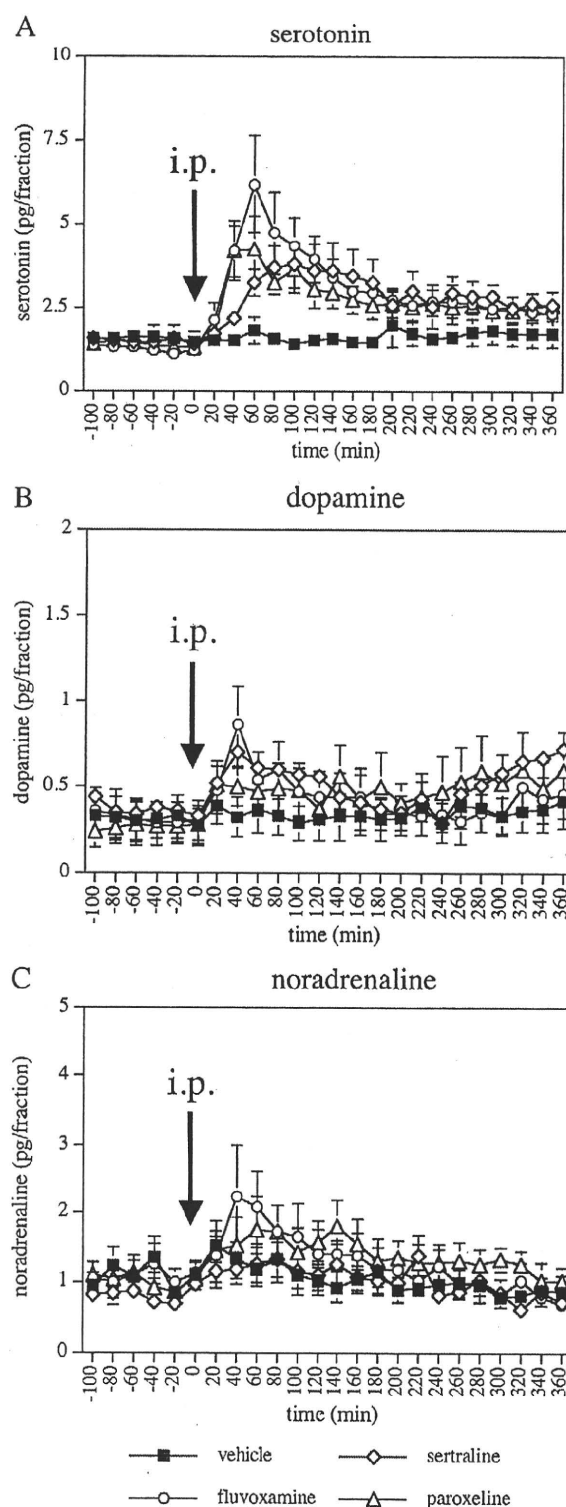 A
serotonin
10
7.5
5
2.5
0
serotonin (pg/fraction)
i.p.
-100 -80 -60 -40 -20 0 20 40 60 80 100 120 140 160 180 200 220 240 260 280 300 320 340 360
time (min)
B
dopamine
2
1.5
1
0.5
0
dopamine (pg/fraction)
i.p.
-100 -80 -60 -40 -20 0 20 40 60 80 100 120 140 160 180 200 220 240 260 280 300 320 340 360
time (min)
C
noradrenaline
5
4
3
2
1
0
noradrenaline (pg/fraction)
i.p.
-100 -80 -60 -40 -20 0 20 40 60 80 100 120 140 160 180 200 220 240 260 280 300 320 340 360
time (min)
vehicle
sertraline
fluvoxamine
paroxeline